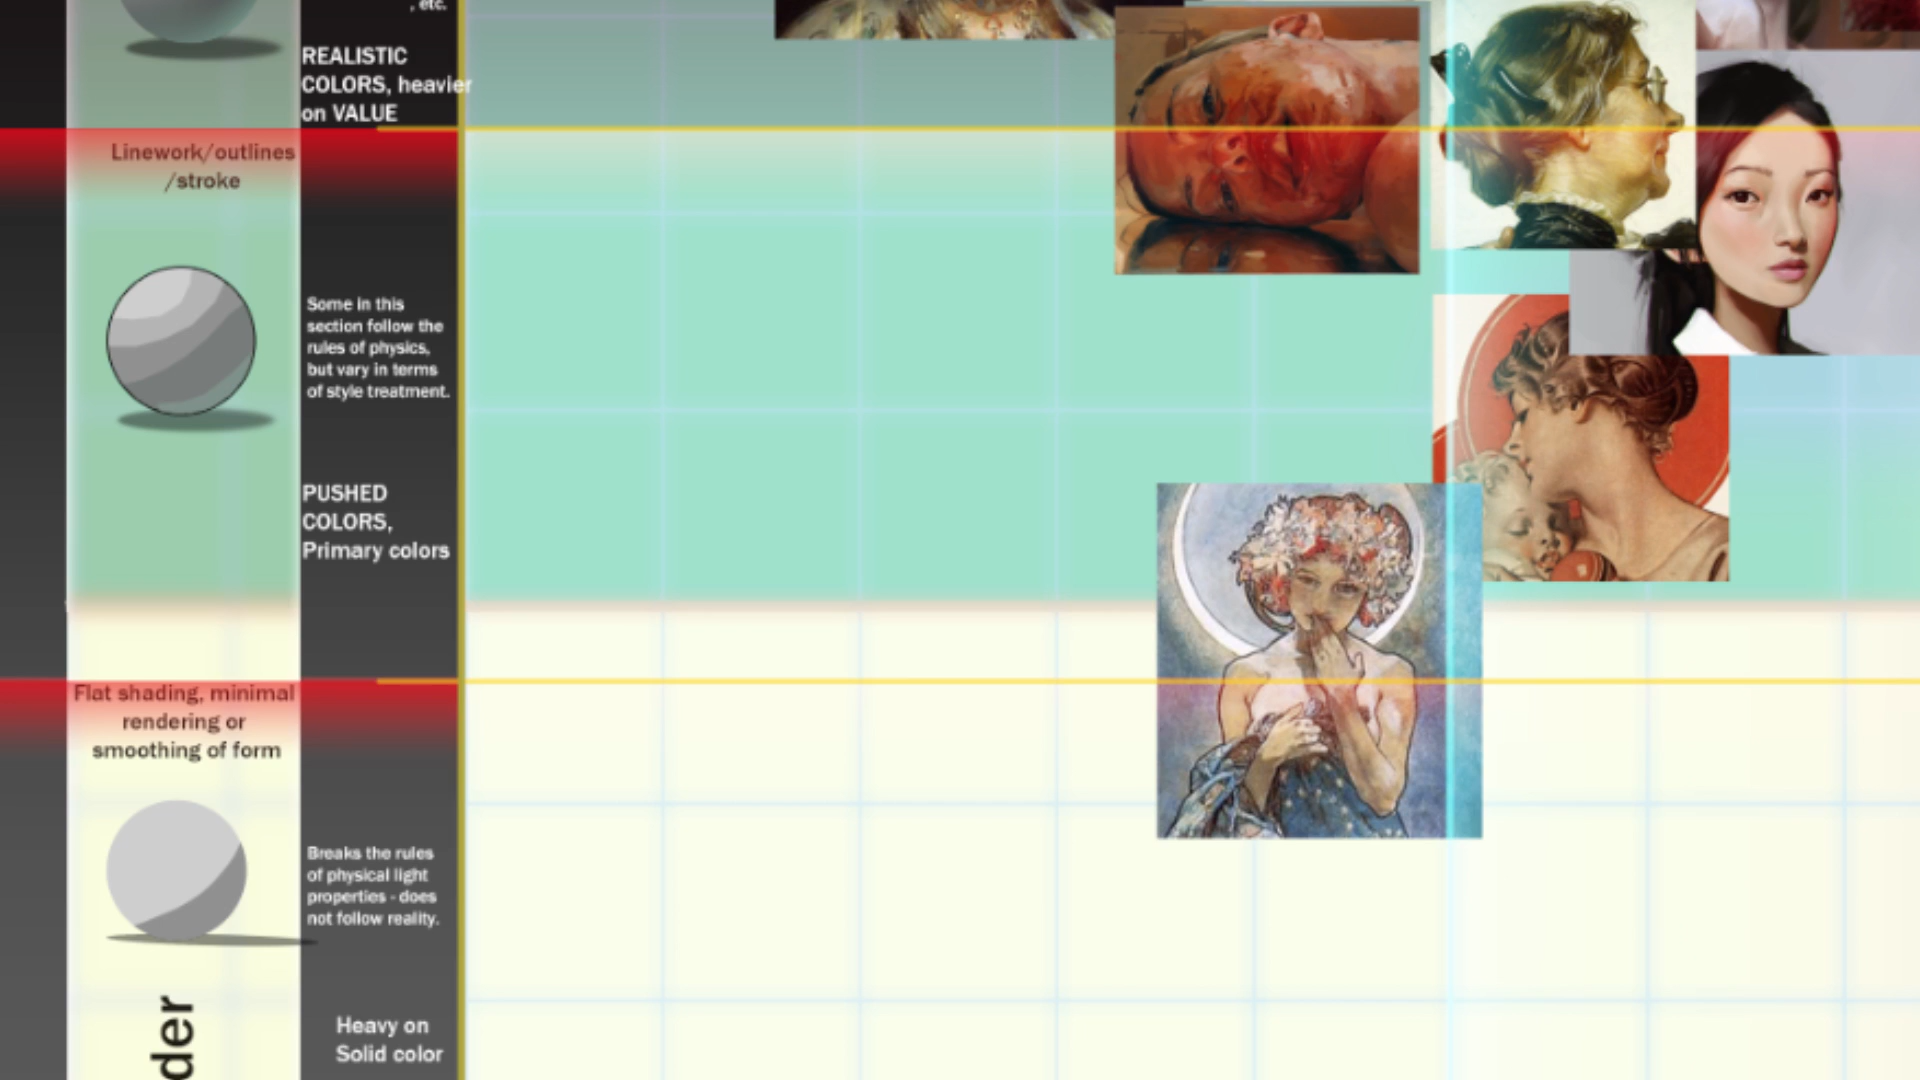 , etc.
REALISTIC
COLORS, heavier
on VALUE
Linework/outlines
/stroke
Some in this
section follow the
rules of physics,
but vary in terms
of style treatment.
PUSHED
COLORS,
Primary colors
Flat shading, minimal
rendering or
smoothing of form
Breaks the rules
of physical light
properties - does
not follow reality.
der
Heavy on
Solid color